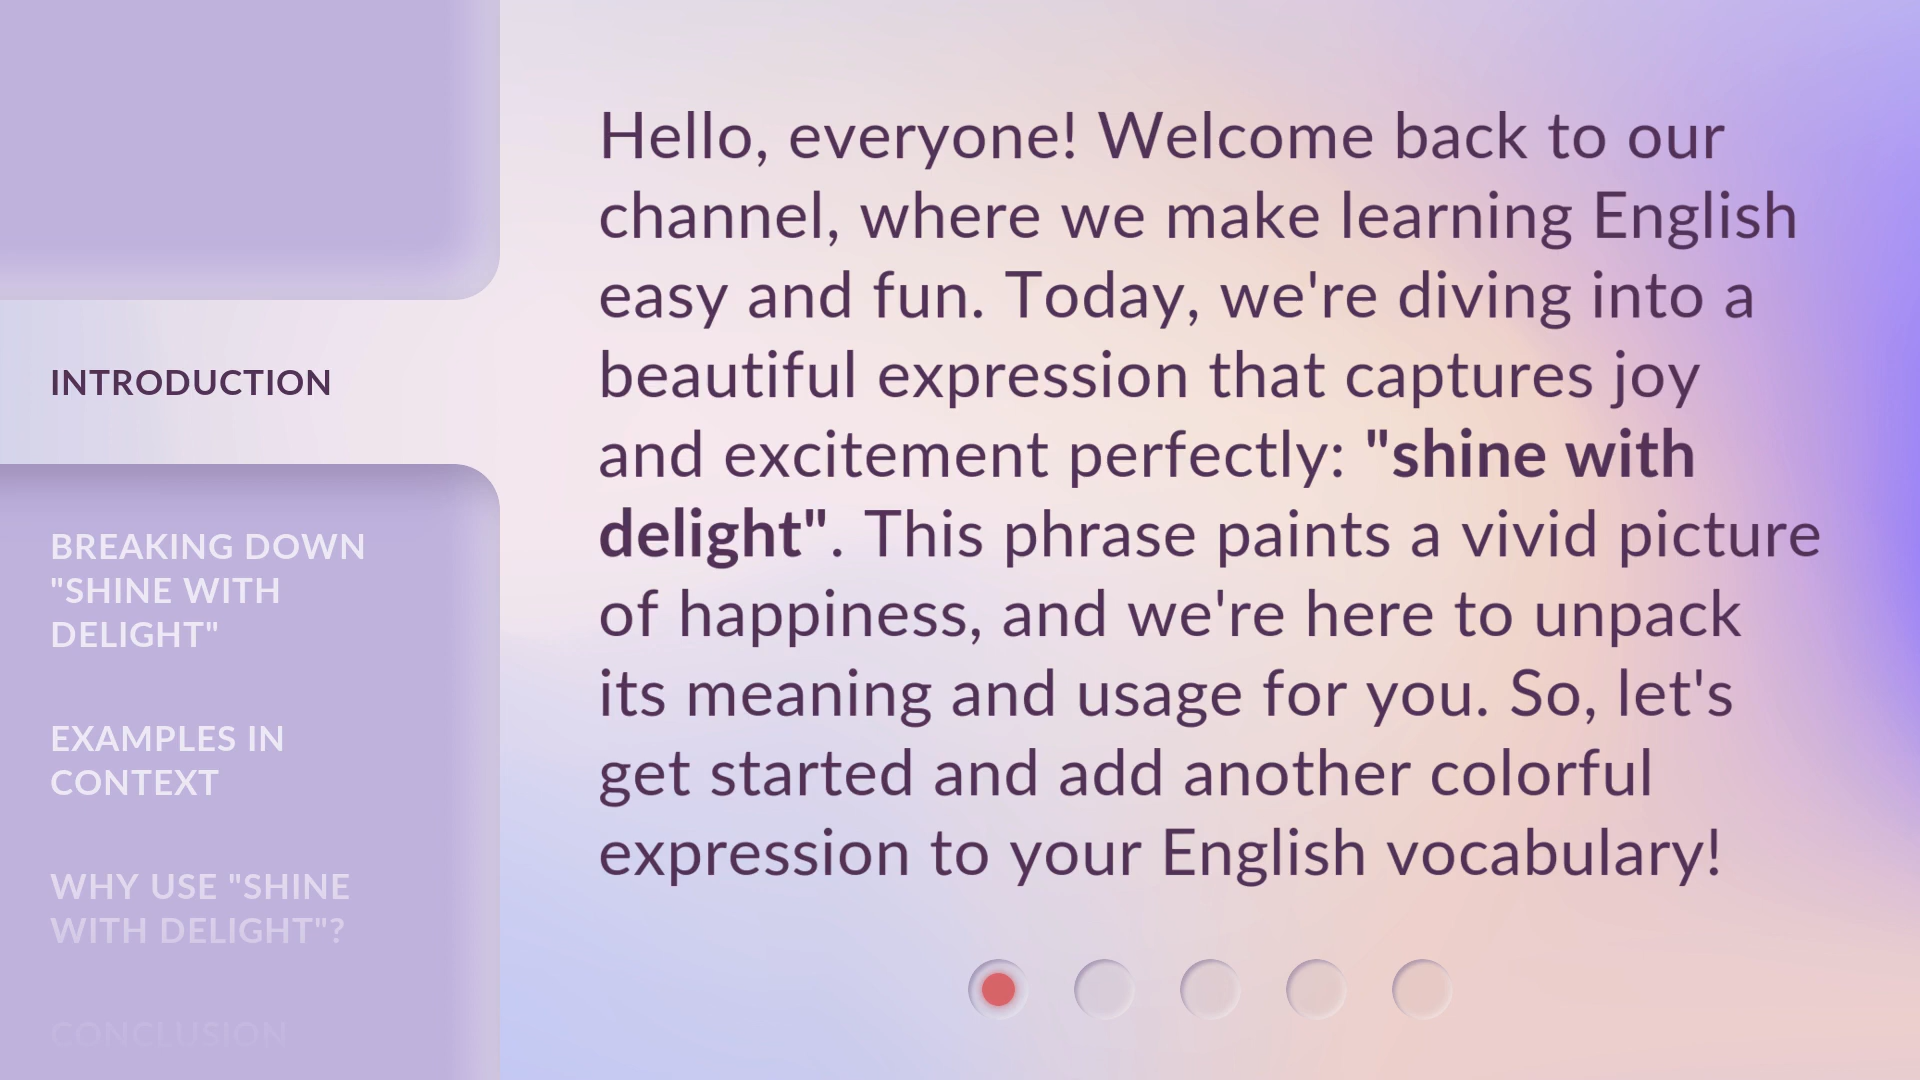 INTRODUCTION
BREAKING DOWN
"SHINE WITH
DELIGHT"
EXAMPLES IN
CONTEXT
WHY USE "SHINE
WITH DELIGHT"?
CONCLUSION
Hello, everyone! Welcome back to our
channel, where we make learning English
easy and fun. Today, we're diving into a
beautiful expression that captures joy
and excitement perfectly: "shine with
delight". This phrase paints a vivid picture
of happiness, and we're here to unpack
its meaning and usage for you. So, let's
get started and add another colorful
expression to your English vocabulary!